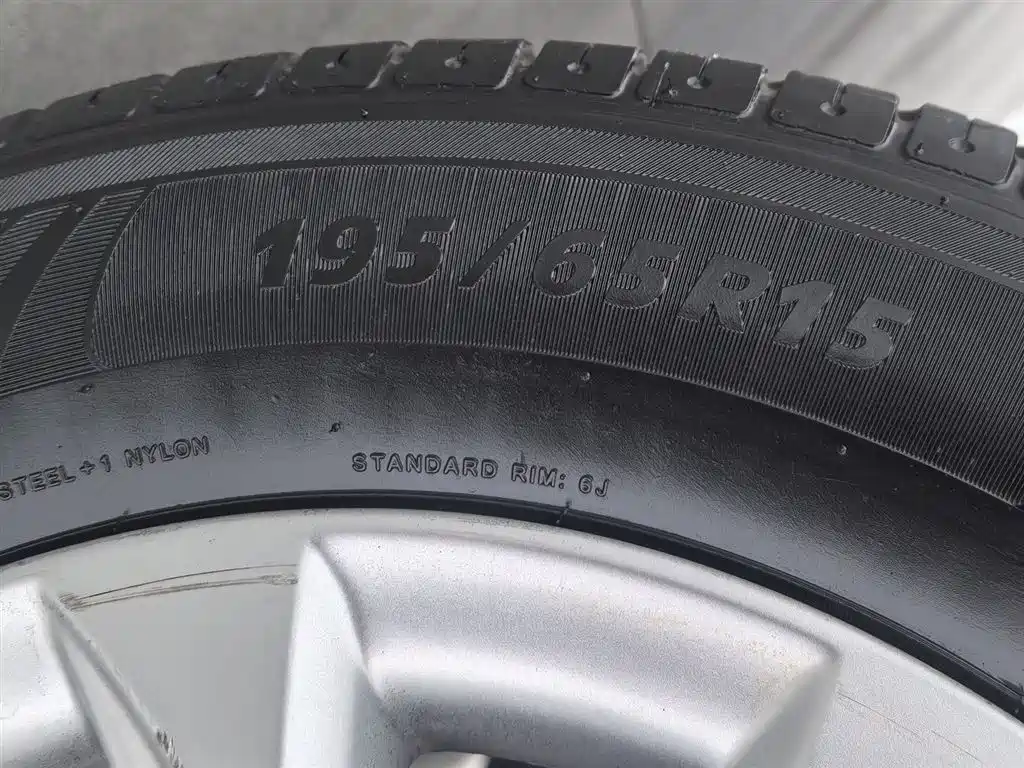 195/65R15
STEEL + 1 NYLON
STANDARD RIM: 6J